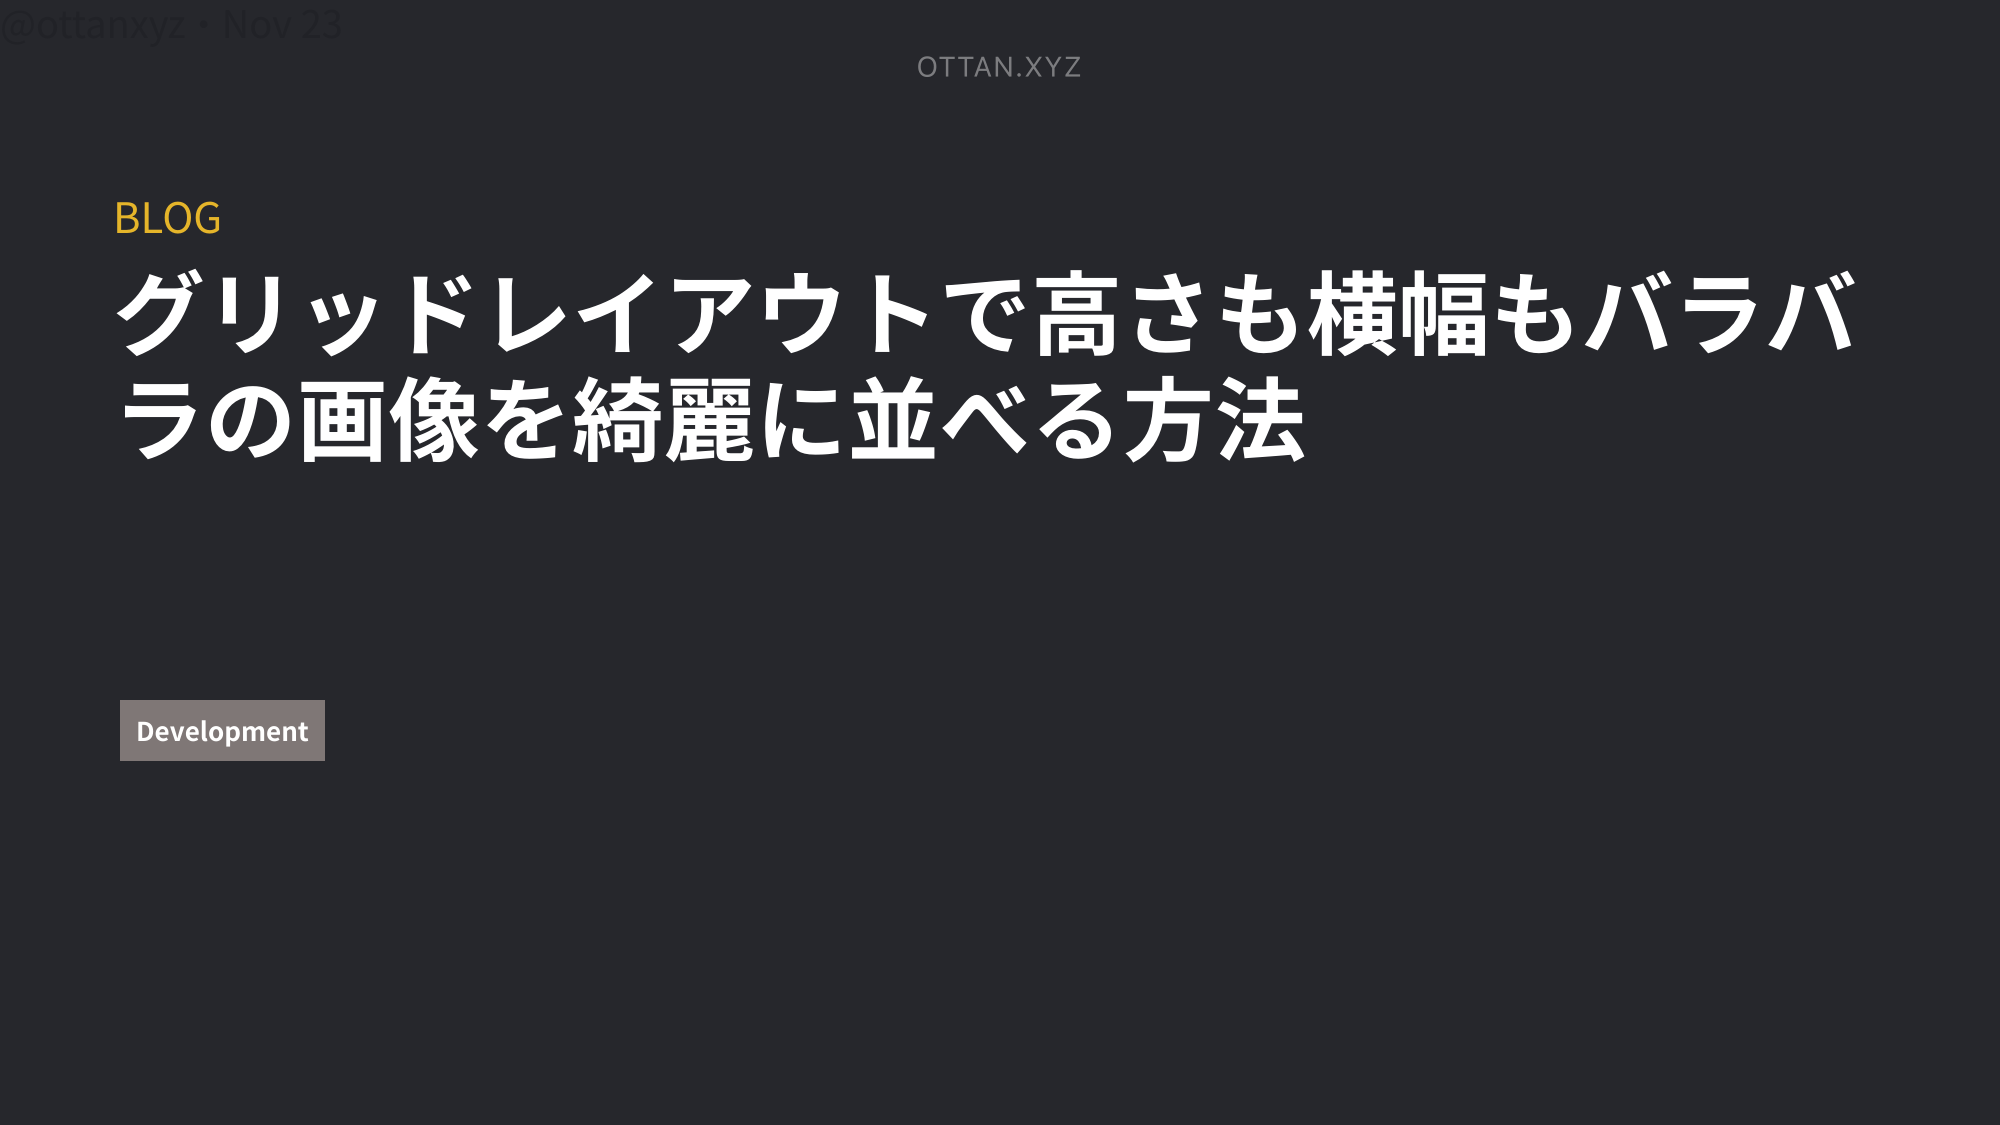 @ottanxyz・Nov 23
OTTAN.XYZ
BLOG
グリッドレイアウトで高さも横幅もバラバ
ラの画像を綺麗に並べる方法
Development